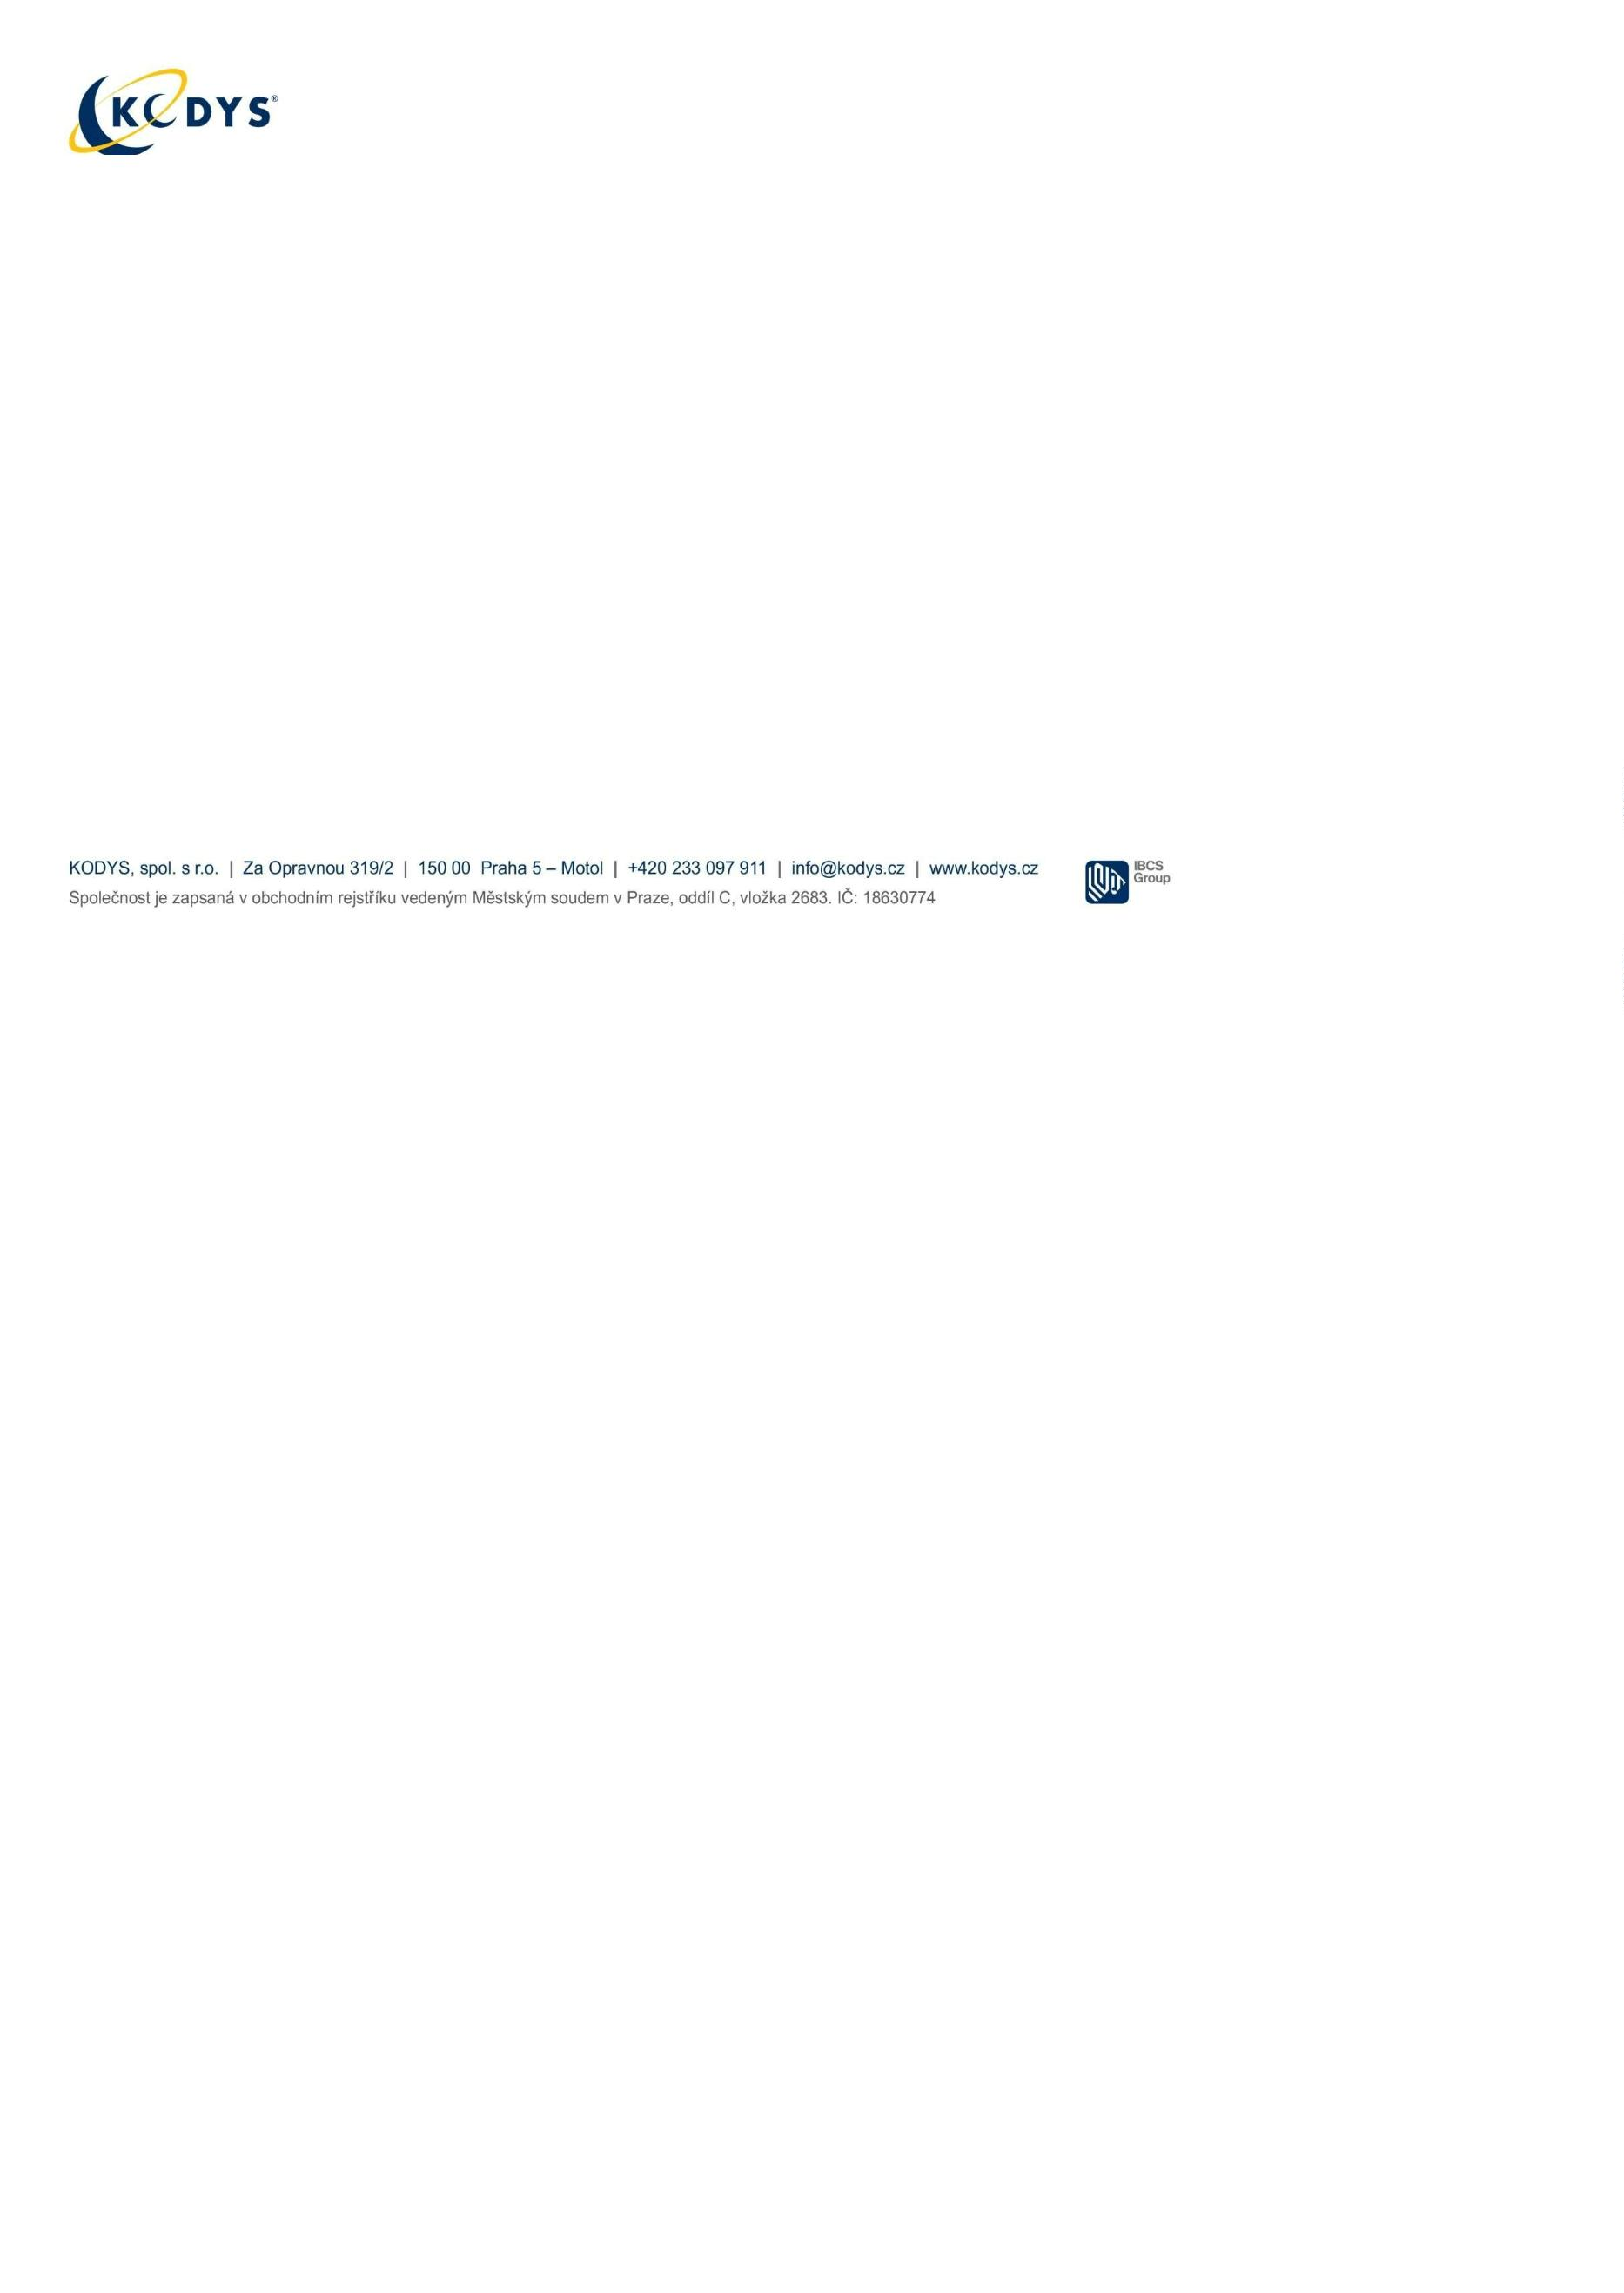 KODYS®
KODYS, spol. s r.o. | Za Opravnou 319/2 | 150 00 Praha 5 – Motol | +420 233 097 911 | info@kodys.cz | www.kodys.cz
Společnost je zapsaná v obchodním rejstříku vedeným Městským soudem v Praze, oddíl C, vložka 2683. IČ: 18630774
IBCS
Group